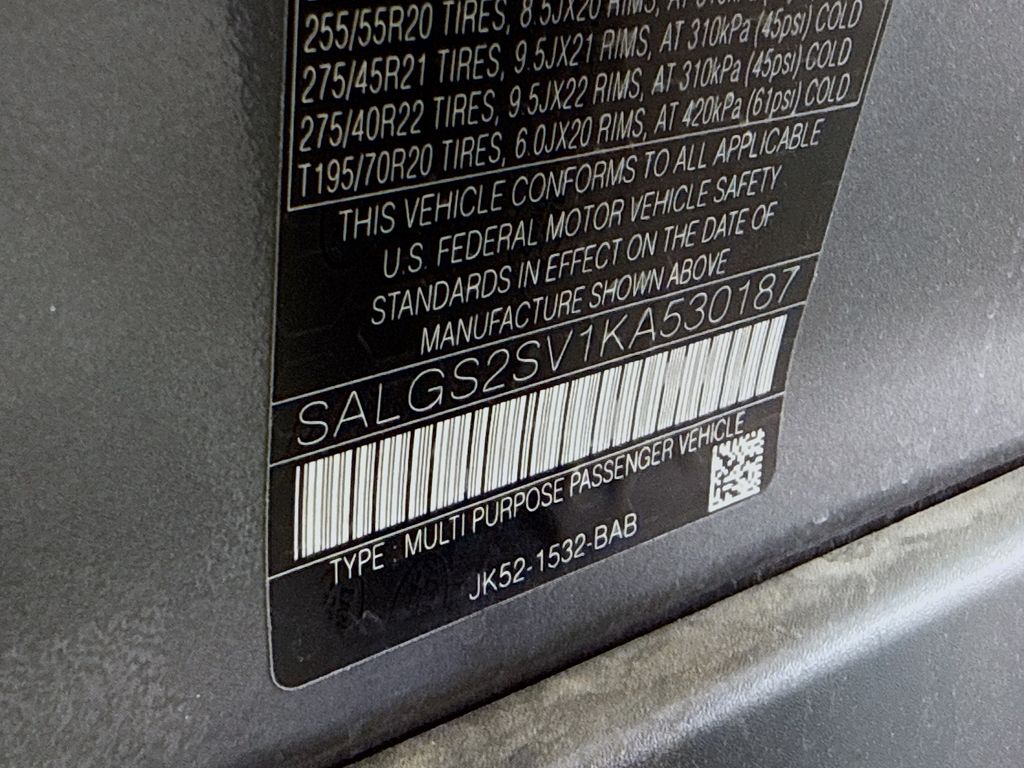 255/55R20 TIRES, 8.5JX20 RIMS, AT
275/45R21 TIRES, 9.5JX21 RIMS, AT 310kPa (45psi) COLD
275/40R22 TIRES, 9.5JX22 RIMS, AT 310kPa (45psi) COLD
T195/70R20 TIRES, 6.0JX20 RIMS, AT 420kPa (61psi) COLD
THIS VEHICLE CONFORMS TO ALL APPLICABLE
U.S. FEDERAL MOTOR VEHICLE SAFETY
STANDARDS IN EFFECT ON THE DATE OF
MANUFACTURE SHOWN ABOVE
SALGS2SV1KA530187
TYPE : MULTI PURPOSE PASSENGER VEHICLE
JK52-1532-BAB